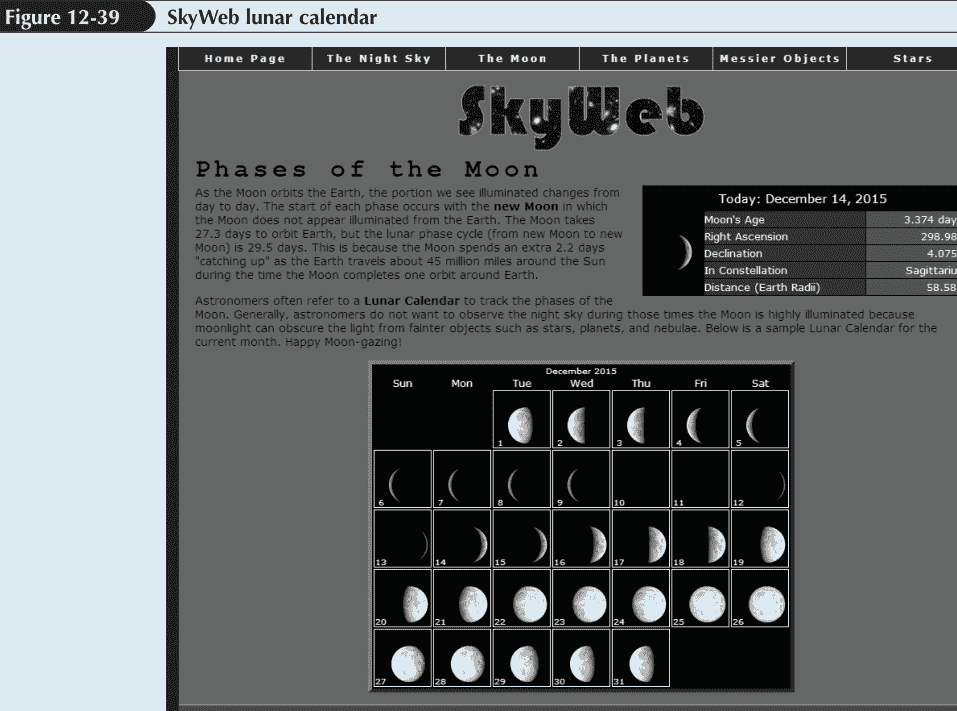 Figure 12-39 SkyWeb lunar calendar
Home Page The Night Sky The Moon The Planets Messier Objects Stars
SkyWeb
Phases of the Moon
As the Moon orbits the Earth, the portion we see illuminated changes from
day to day. The start of each phase occurs with the new Moon in which
the Moon does not appear illuminated from the Earth. The Moon takes
27.3 days to orbit Earth, but the lunar phase cycle (from new Moon to new
Moon) is 29.5 days. This is because the Moon spends an extra 2.2 days
"catching up" as the Earth travels about 45 million miles around the Sun
during the time the Moon completes one orbit around Earth.
Today: December 14, 2015
Moon's Age 3.374 day
Right Ascension 298.98
Declination 4.075
In Constellation Sagittariu
Distance (Earth Radii) 58.58
Astronomers often refer to a Lunar Calendar to track the phases of the
Moon. Generally, astronomers do not want to observe the night sky during those times the Moon is highly illuminated because
moonlight can obscure the light from fainter objects such as stars, planets, and nebulae. Below is a sample Lunar Calendar for the
current month. Happy Moon-gazing!
December 2015
Sun Mon Tue Wed Thu Fri Sat
1 2 3 4 5
6 7 8 9 10 11 12
13 14 15 16 17 18 19
20 21 22 23 24 25 26
27 28 29 30 31